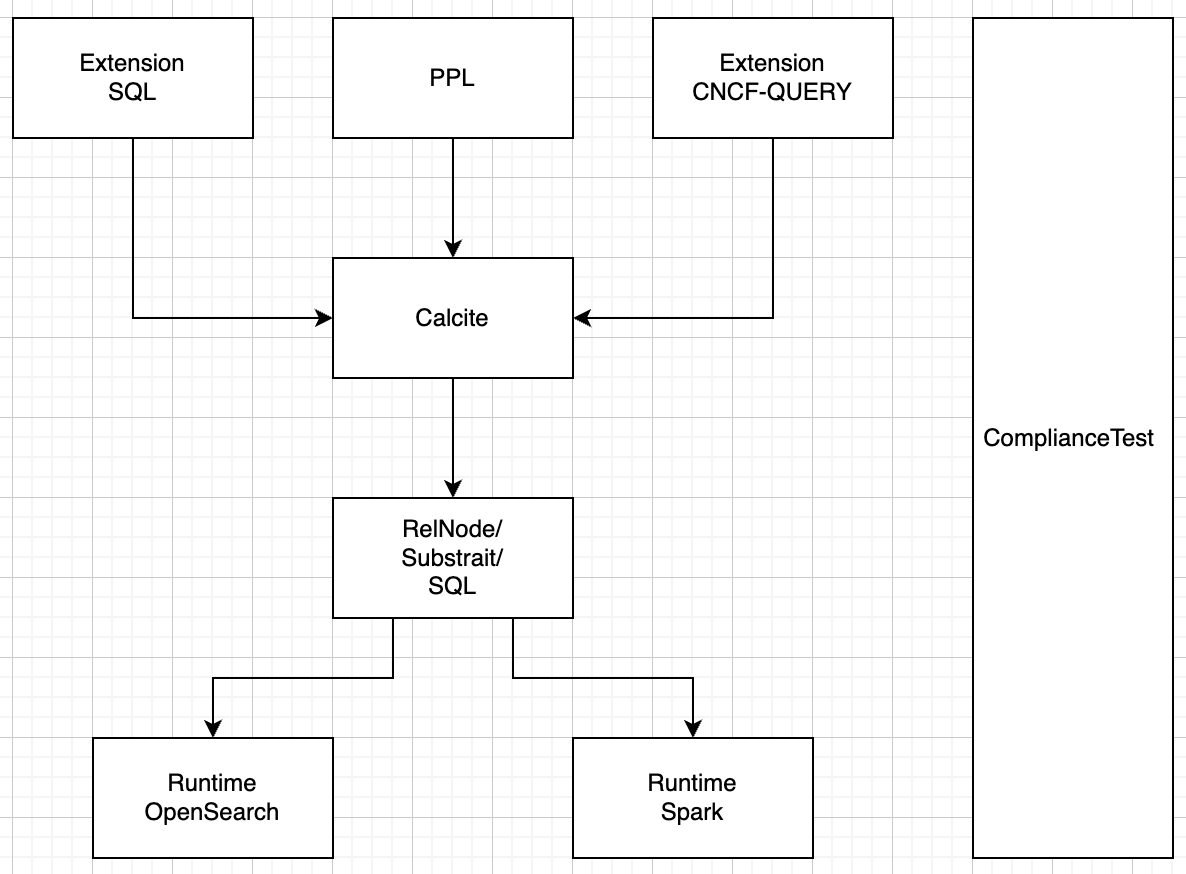 Extension
SQL
PPL
Extension
CNCF-QUERY
Calcite
ComplianceTest
RelNode/
Substrait/
SQL
Runtime
OpenSearch
Runtime
Spark